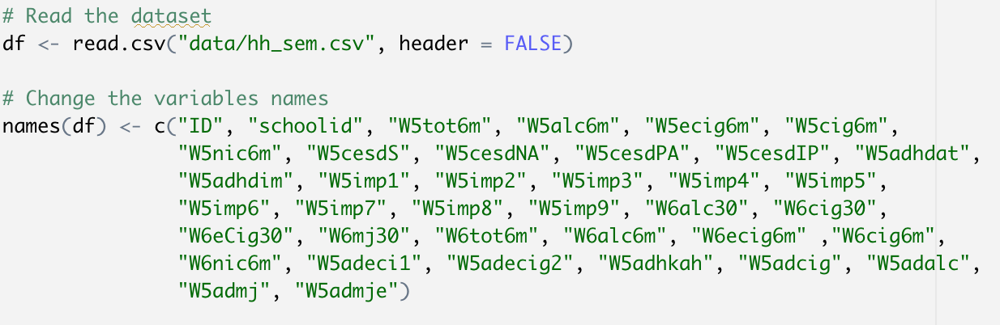 # Read the dataset
df <- read.csv("data/hh_sem.csv", header = FALSE)
# Change the variables names
names(df) <- c("ID", "schoolid", "W5tot6m", "W5alc6m", "W5ecig6m", "W5cig6m",
"W5nic6m", "W5cesdS", "W5cesdNA", "W5cesdPA", "W5cesdIP", "W5adhdat",
"W5adhdim", "W5imp1", "W5imp2", "W5imp3", "W5imp4", "W5imp5",
"W5imp6", "W5imp7", "W5imp8", "W5imp9", "W6alc30", "W6cig30",
"W6eCig30", "W6mj30", "W6tot6m", "W6alc6m", "W6ecig6m" ,"W6cig6m",
"W6nic6m", "W5adeci1", "W5adecig2", "W5adhkah", "W5adcig", "W5adalc",
"W5admj", "W5admje")